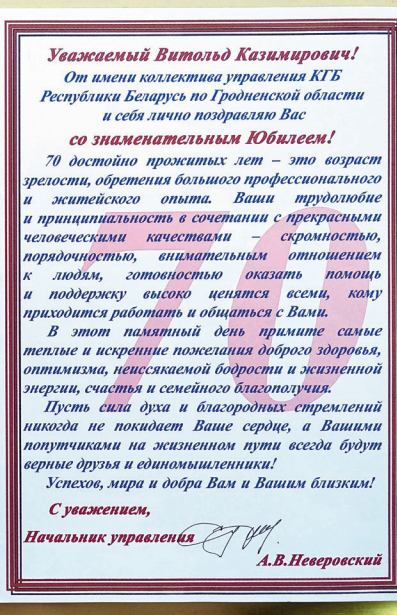 Уважаемый Витольд Казимирович!
От имени коллектива управления КГБ
Республики Беларусь по Гродненской области
и себя лично поздравляю Вас
со знаменательным Юбилеем!
70 достойно прожитых лет – это возраст
зрелости, обретения большого профессионального
и житейского опыта. Ваши трудолюбие
и принципиальность в сочетании с прекрасными
человеческими качествами – скромностью,
порядочностью, внимательным отношением
к людям, готовностью оказать помощь
и поддержку высоко ценятся всеми, кому
приходится работать и общаться с Вами.
В этот памятный день примите самые
теплые и искренние пожелания доброго здоровья,
оптимизма, неиссякаемой бодрости и жизненной
энергии, счастья и семейного благополучия.
Пусть сила духа и благородных стремлений
никогда не покидает Ваше сердце, а Вашими
попутчиками на жизненном пути всегда будут
верные друзья и единомышленники!
Успехов, мира и добра Вам и Вашим близким!
С уважением,
Начальник управления
А.В.Неверовский
70